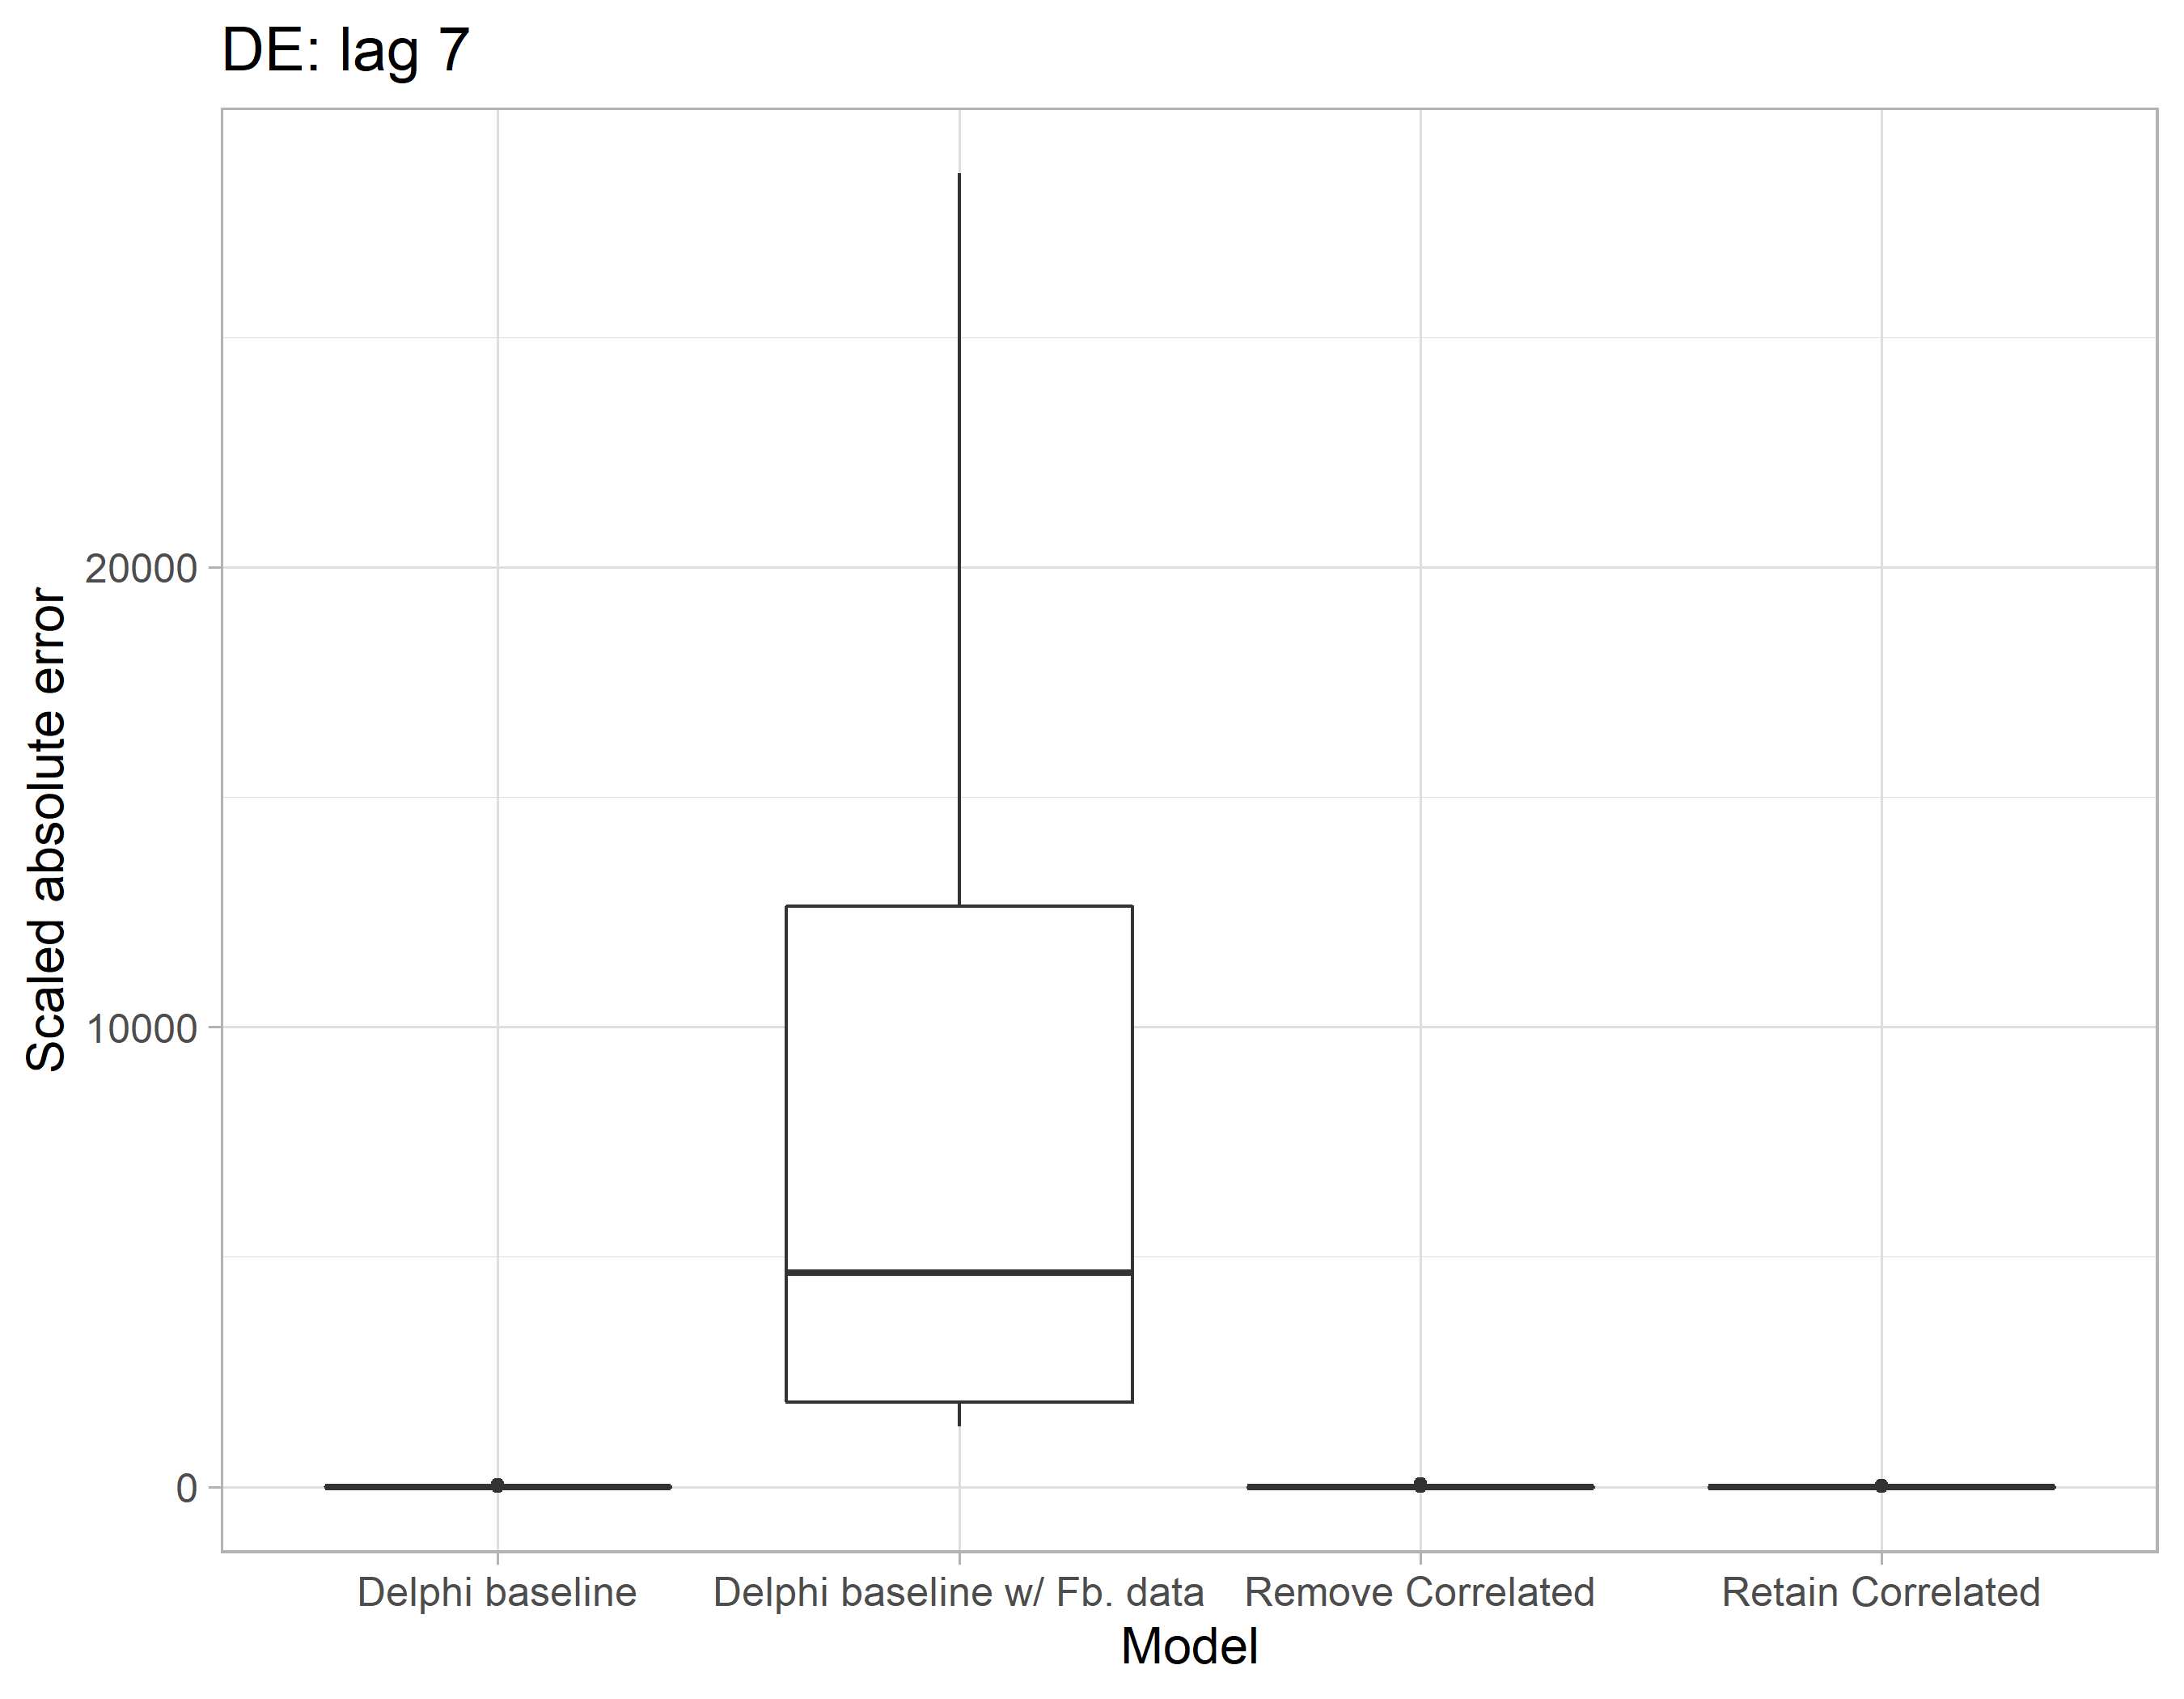 DE: lag 7
Scaled absolute error
20000
10000
0
Delphi baseline
Delphi baseline w/ Fb. data
Remove Correlated
Retain Correlated
Model